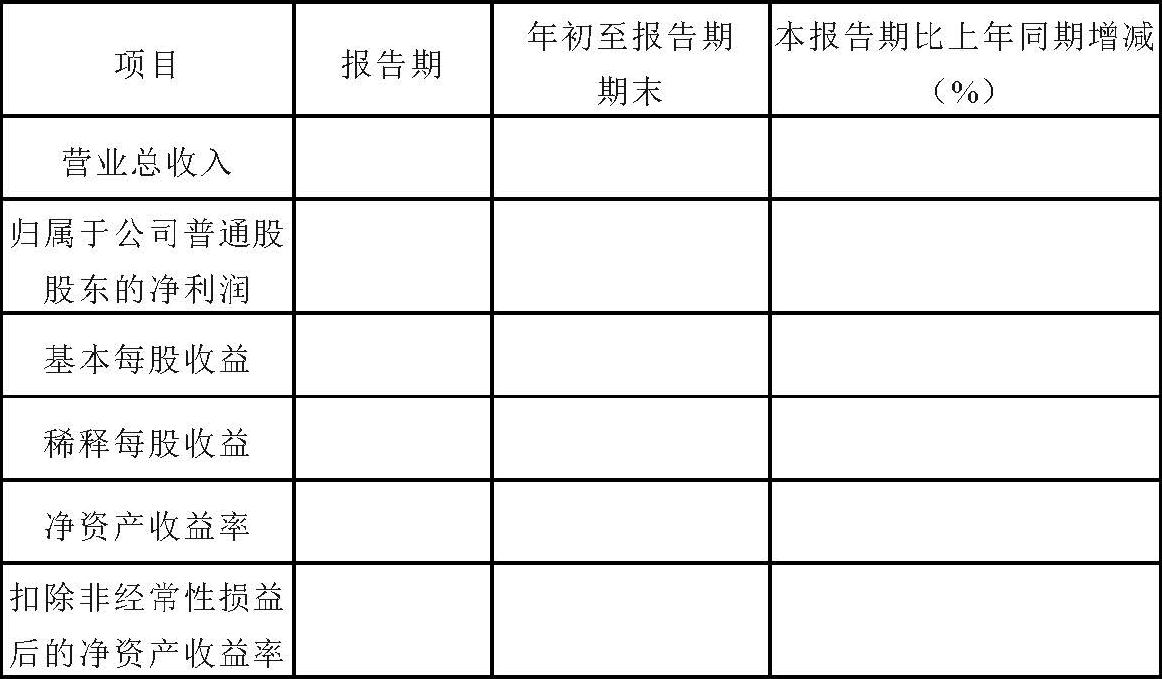 项目
报告期
年初至报告期
期末
本报告期比上年同期增减
（%）
营业总收入
归属于公司普通股
股东的净利润
基本每股收益
稀释每股收益
净资产收益率
扣除非经常性损益
后的净资产收益率